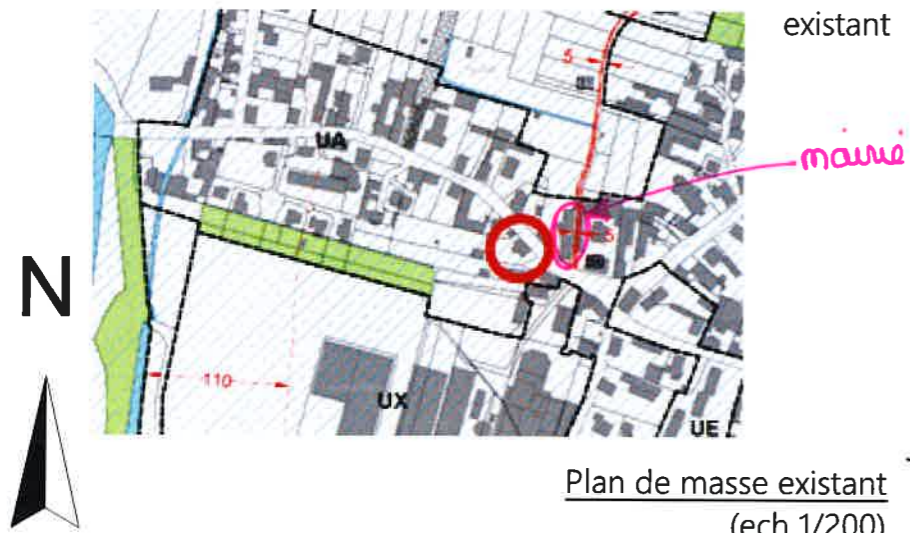 existant
5
mairie
UA
5
N
110
UX
UE
Plan de masse existant
(ech 1/200)